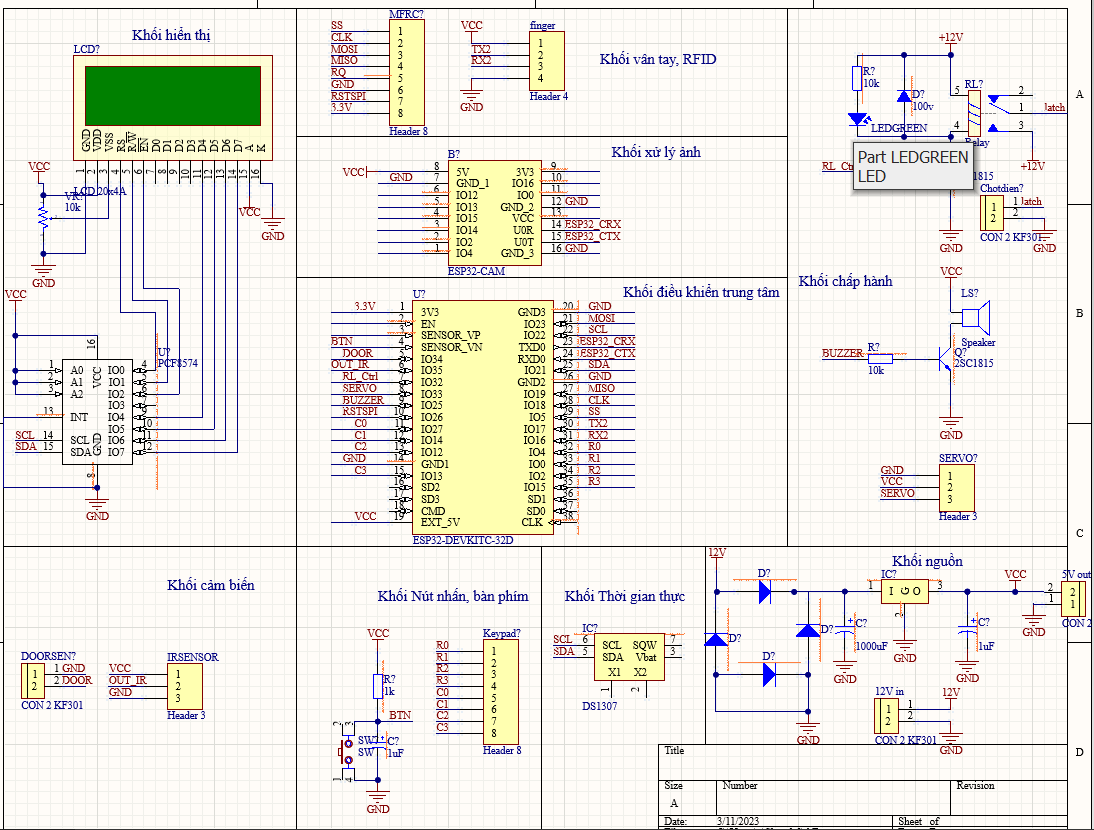 Khối hiển thị
LCD?
GND
VDD
VSS
RS
R/W
EN
D0
D1
D2
D3
D4
D5
D6
D7
A
K
1
2
3
4
5
6
7
8
9
10
11
12
13
14
15
16
LCD 20x4A
VCC
VR?
10k
GND
VCC
GND
VCC
U?
PCF8574
16
VCC
1 A0 IO0 4
2 A1 IO1 5
3 A2 IO2 6
IO3 7
13 INT IO4 9
IO5 10
SCL 14 SCL IO6 11
SDA 15 SDA IO7 12
GND
8
GND
MFRC?
SS 1
CLK 2
MOSI 3
MISO 4
RQ 5
GND 6
RSTSPI 7
3.3V 8
Header 8
finger
VCC 1
TX2 2
RX2 3
4
GND
Header 4
Khối vân tay, RFID
Khối xử lý ảnh
B?
VCC 8 5V 3V3 9
GND 7 GND_1 IO16 10
6 IO12 IO0 11
5 IO13 GND_2 12 GND
4 IO15 VCC 13
3 IO14 U0R 14 ESP32_CRX
2 IO2 U0T 15 ESP32_CTX
1 IO4 GND_3 16 GND
ESP32-CAM
Khối điều khiển trung tâm
U?
3.3V 1 3V3 GND3 20 GND
2 EN IO23 21 MOSI
3 SENSOR_VP IO22 22 SCL
BTN 4 SENSOR_VN TXD0 23 ESP32_CRX
DOOR 5 IO34 RXD0 24 ESP32_CTX
OUT_IR 6 IO35 IO21 25 SDA
RL_Ctrl 7 IO32 GND2 26 GND
SERVO 8 IO33 IO19 27 MISO
BUZZER 9 IO25 IO18 28 CLK
RSTSPI 10 IO26 IO5 29 SS
C0 11 IO27 IO17 30 TX2
C1 12 IO14 IO16 31 RX2
C2 13 IO12 IO4 32 R0
GND 14 GND1 IO0 33 R1
C3 15 IO13 IO2 34 R2
16 SD2 IO15 35 R3
17 SD3 SD1 36
18 CMD SD0 37
VCC 19 EXT_5V CLK 38
ESP32-DEVKITC-32D
+12V
R?
10k
D?
100v
LEDGREEN
RL?
5
4
2
1 latch
3
Relay
+12V
Part LEDGREEN
LED
1815
GND
Chotdien?
1 latch
2
1
2
CON 2 KF301
GND
Khối chấp hành
VCC
LS?
Speaker
BUZZER
R?
10k
Q?
2SC1815
GND
SERVO?
GND 1
VCC 2
SERVO 3
Header 3
Khối cảm biến
DOORSEN?
1 1 GND
2 2 DOOR
CON 2 KF301
IRSENSOR
VCC 1
OUT_IR 2
GND 3
Header 3
Khối Nút nhấn, bàn phím
VCC
R?
1k
BTN
2
3
SW?
SW
C?
1uF
1
4
GND
Keypad?
R0 1
R1 2
R2 3
R3 4
C0 5
C1 6
C2 7
C3 8
Header 8
Khối Thời gian thực
IC?
SCL 6 SCL SQW 7
SDA 5 SDA Vbat 3
X1 X2
1
2
DS1307
Khối nguồn
12V
D?
D?
D?
D?
GND
C?
1000uF
GND
IC?
1 I G O 3
2
GND
VCC
C?
1uF
GND
5V out
2
1
2
1
CON 2
GND
12V in
1 1
2 2
12V
CON 2 KF301
GND
Title
Size
A
Number
Revision
Date: 3/11/2023
Sheet of
A
B
C
D